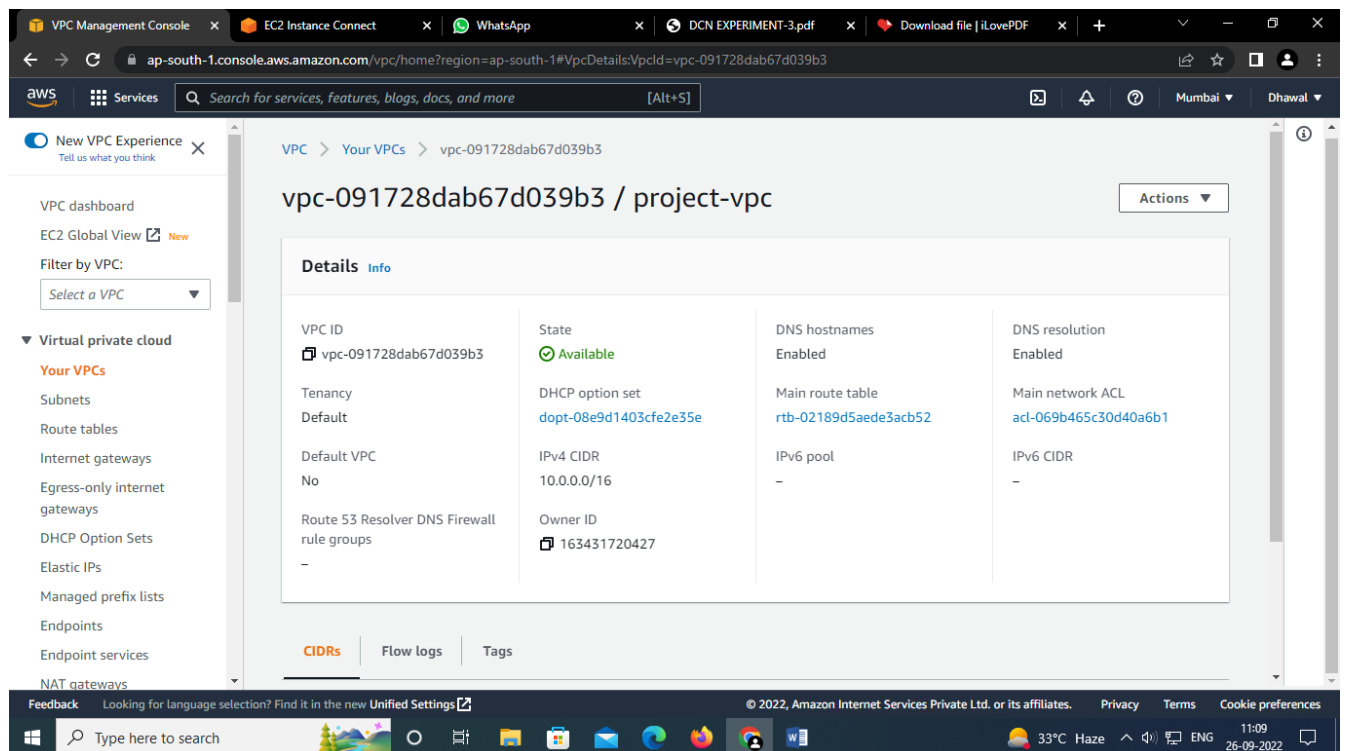 VPC Management Console
EC2 Instance Connect
WhatsApp
DCN EXPERIMENT-3.pdf
Download file | iLovePDF
ap-south-1.console.aws.amazon.com/vpc/home?region=ap-south-1#VpcDetails:VpcId=vpc-091728dab67d039b3
aws
Services
Search for services, features, blogs, docs, and more [Alt+S]
Mumbai
Dhawal
New VPC Experience
Tell us what you think
VPC dashboard
EC2 Global View New
Filter by VPC:
Select a VPC
Virtual private cloud
Your VPCs
Subnets
Route tables
Internet gateways
Egress-only internet
gateways
DHCP Option Sets
Elastic IPs
Managed prefix lists
Endpoints
Endpoint services
NAT gateways
VPC > Your VPCs > vpc-091728dab67d039b3
vpc-091728dab67d039b3 / project-vpc
Actions
Details Info
VPC ID
vpc-091728dab67d039b3
State
Available
DNS hostnames
Enabled
DNS resolution
Enabled
Tenancy
Default
DHCP option set
dopt-08e9d1403cfe2e35e
Main route table
rtb-02189d5aede3acb52
Main network ACL
acl-069b465c30d40a6b1
Default VPC
No
IPv4 CIDR
10.0.0.0/16
IPv6 pool
–
IPv6 CIDR
–
Route 53 Resolver DNS Firewall
rule groups
–
Owner ID
163431720427
CIDRs
Flow logs
Tags
Feedback
Looking for language selection? Find it in the new Unified Settings
© 2022, Amazon Internet Services Private Ltd. or its affiliates.
Privacy
Terms
Cookie preferences
Type here to search
33°C Haze
ENG
11:09
26-09-2022